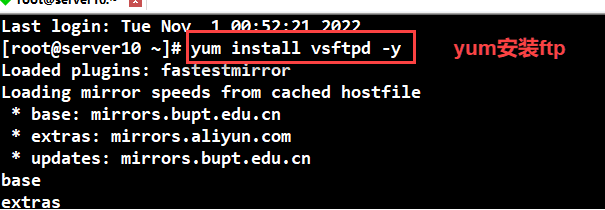 root@server10:~
Last login: Tue Nov  1 00:52:21 2022
[root@server10 ~]# yum install vsftpd -y
yum安装ftp
Loaded plugins: fastestmirror
Loading mirror speeds from cached hostfile
 * base: mirrors.bupt.edu.cn
 * extras: mirrors.aliyun.com
 * updates: mirrors.bupt.edu.cn
base
extras